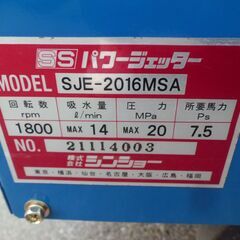 SS パワージェッター
MODEL SJE-2016MSA
回転数 吸水量 圧力 所要馬力
rpm ℓ/min MPa Ps
1800 MAX 14 MAX 20 7.5
NO. 21114003
株式会社 シンショー
東京・横浜・仙台・名古屋・大阪・広島・福岡